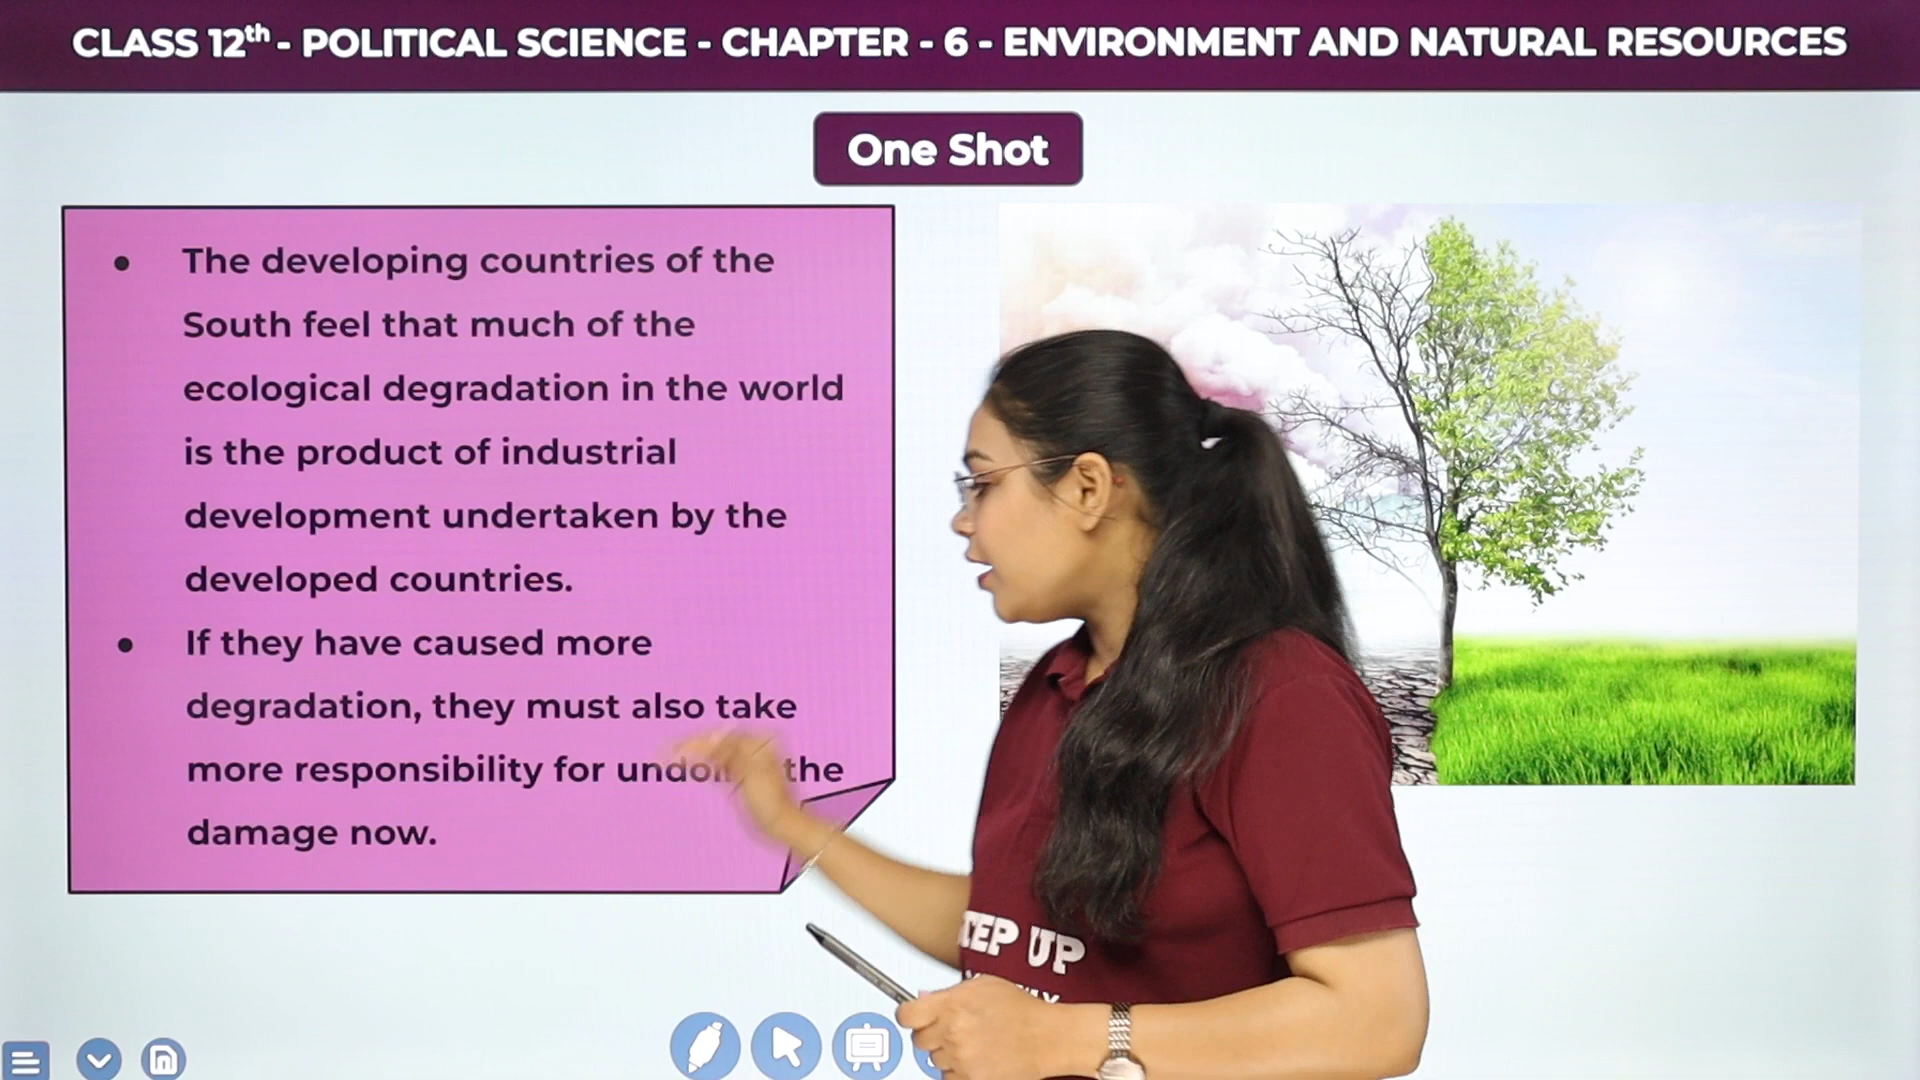 CLASS 12th - POLITICAL SCIENCE - CHAPTER - 6 - ENVIRONMENT AND NATURAL RESOURCES
One Shot
The developing countries of the
South feel that much of the
ecological degradation in the world
is the product of industrial
development undertaken by the
developed countries.
If they have caused more
degradation, they must also take
more responsibility for the
damage now.
TEP UP